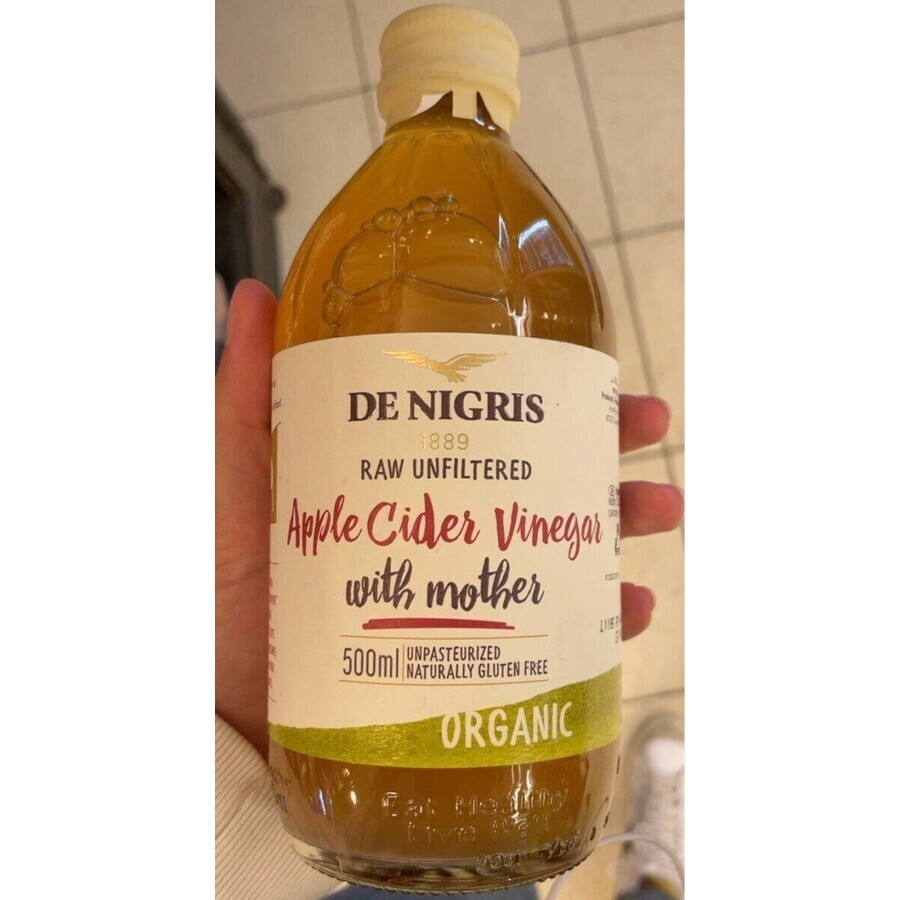 DE NIGRIS
1889
RAW UNFILTERED
Apple Cider Vinegar
with mother
500ml
UNPASTEURIZED
NATURALLY GLUTEN FREE
ORGANIC
Eat Healthy
Live Well